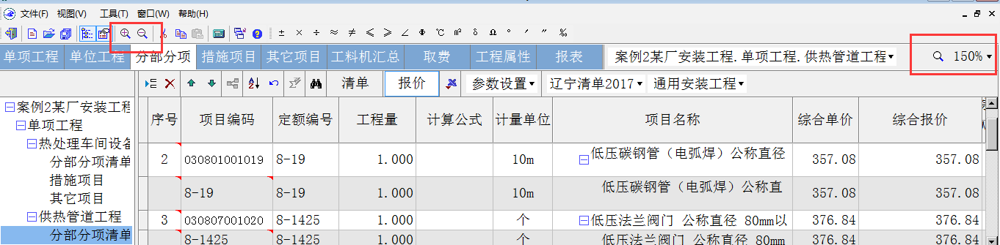 文件(F) 视图(V) 工具(T) 窗口(W) 帮助(H)
± × ÷ ≈ ≠ ≤ ≥ ∠ Φ ℃ ㎡ δ Ω ° ′ ″ ‰
单项工程 单位工程 分部分项 措施项目 其它项目 工料机汇总 取费 工程属性 报表 案例2某厂安装工程.单项工程.供热管道工程 150%
清单 报价 参数设置 辽宁清单2017 通用安装工程
案例2某厂安装工程
单项工程
热处理车间设备
分部分项清单
措施项目
其它项目
供热管道工程
分部分项清单
序号 项目编码 定额编号 工程量 计算公式 计量单位 项目名称 综合单价 综合报价
2 030801001019 8-19 1.000 10m 低压碳钢管（电弧焊）公称直径 357.08 357.08
8-19 8-19 1.000 10m 低压碳钢管（电弧焊）公称直 357.08 357.08
3 030807001020 8-1425 1.000 个 低压法兰阀门 公称直径 80mm以 376.84 376.84
8-1425 8-1425 1.000 个 低压法兰阀门 公称直径 80mm 376.84 376.84